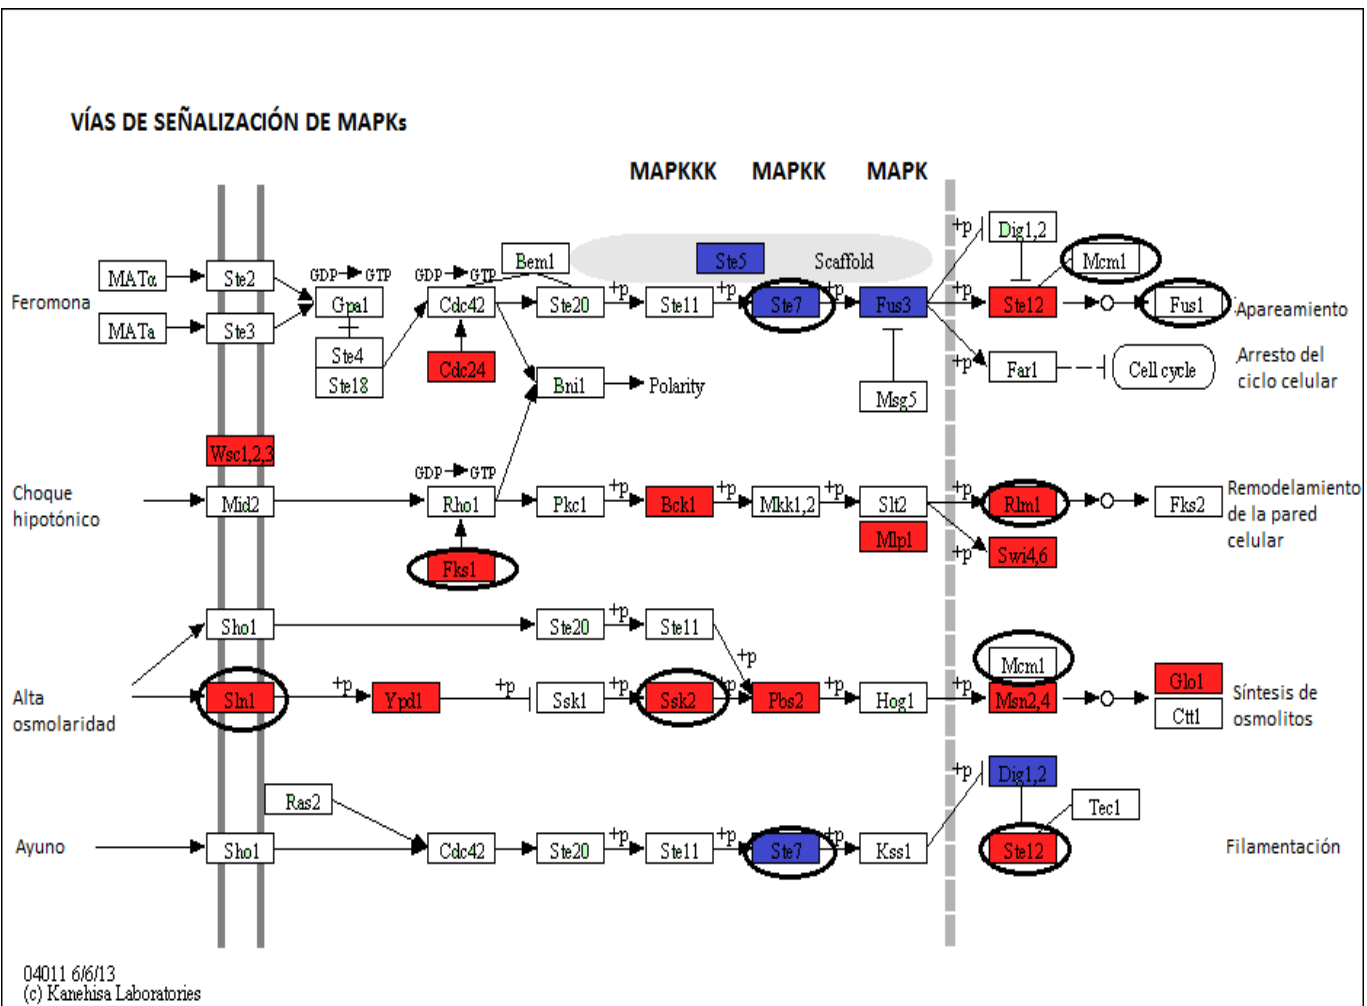 VÍAS DE SEÑALIZACIÓN DE MAPKs
MAPKKK MAPKK MAPK
Feromona
MATα
MATa
Ste2
Ste3
GDP GTP
Gpa1
Ste4
Ste18
GDP GTP
Cdc42
Cdc24
Bem1
Ste20
+p
Ste11
+p
Ste5
Scaffold
Ste7
+p
Fus3
Msg5
Bni1
Polarity
+p
Dig1,2
Mcm1
+p
Ste12
Fus1
Apareamiento
+p
Far1
Cell cycle
Arresto del
ciclo celular
Choque
hipotónico
Wsc1,2,3
Mid2
GDP GTP
Rho1
Fks1
Pkc1
+p
Bck1
+p
Mkk1,2
+p
Slt2
Mlp1
+p
Rlm1
+p
Swi4,6
Fks2
Remodelamiento
de la pared
celular
Alta
osmolaridad
Sho1
Ste20
+p
Ste11
+p
Sln1
+p
Ypd1
+p
Ssk1
+p
Ssk2
+p
Pbs2
+p
Hog1
+p
Mcm1
Msn2,4
Glo1
Ctt1
Síntesis de
osmolitos
Ayuno
Ras2
Sho1
Cdc42
Ste20
+p
Ste11
+p
Ste7
+p
Kss1
+p
Dig1,2
Tec1
Ste12
Filamentación
04011 6/6/13
(c) Kanehisa Laboratories